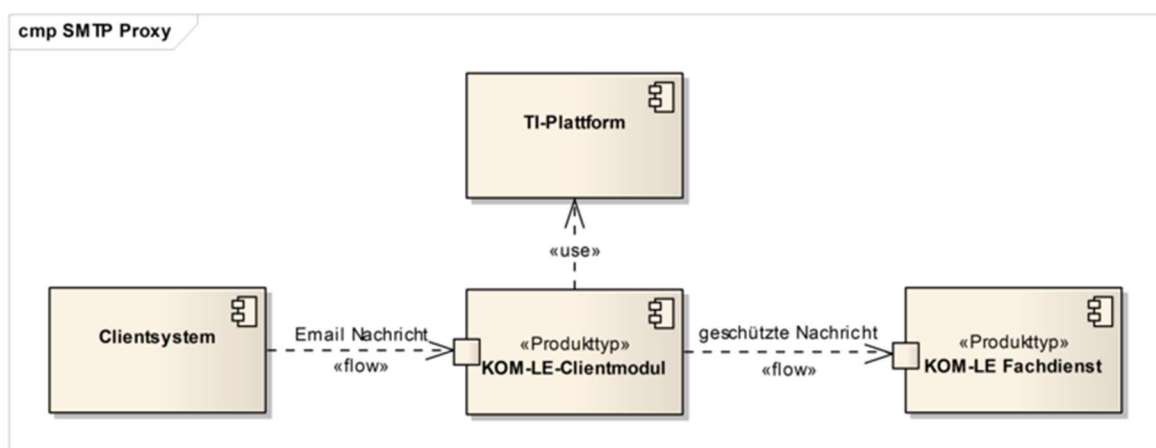 cmp SMTP Proxy
TI-Plattform
«use»
Clientsystem
Email Nachricht
«flow»
«Produkttyp»
KOM-LE-Clientmodul
geschützte Nachricht
«flow»
«Produkttyp»
KOM-LE Fachdienst